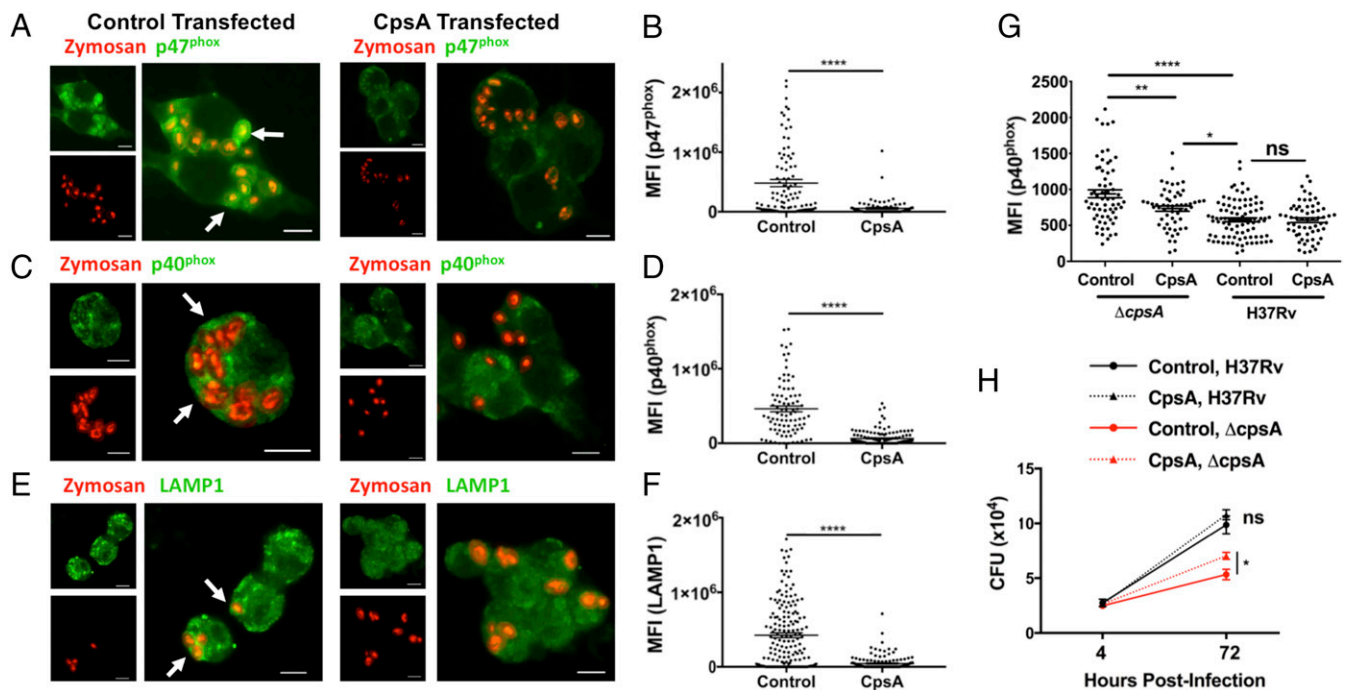 A
Control Transfected
CpsA Transfected
Zymosan p47phox
Zymosan p47phox
B
MFI (p47phox)
2×10⁶
1×10⁶
0
****
Control
CpsA
C
Zymosan p40phox
Zymosan p40phox
D
MFI (p40phox)
2×10⁶
1×10⁶
0
****
Control
CpsA
E
Zymosan LAMP1
Zymosan LAMP1
F
MFI (LAMP1)
2×10⁶
1×10⁶
0
****
Control
CpsA
G
MFI (p40phox)
2500
2000
1500
1000
500
0
****
**
*
ns
Control
CpsA
Control
CpsA
ΔcpsA
H37Rv
H
Control, H37Rv
CpsA, H37Rv
Control, ΔcpsA
CpsA, ΔcpsA
CFU (x10⁴)
15
10
5
0
ns
*
4
72
Hours Post-Infection